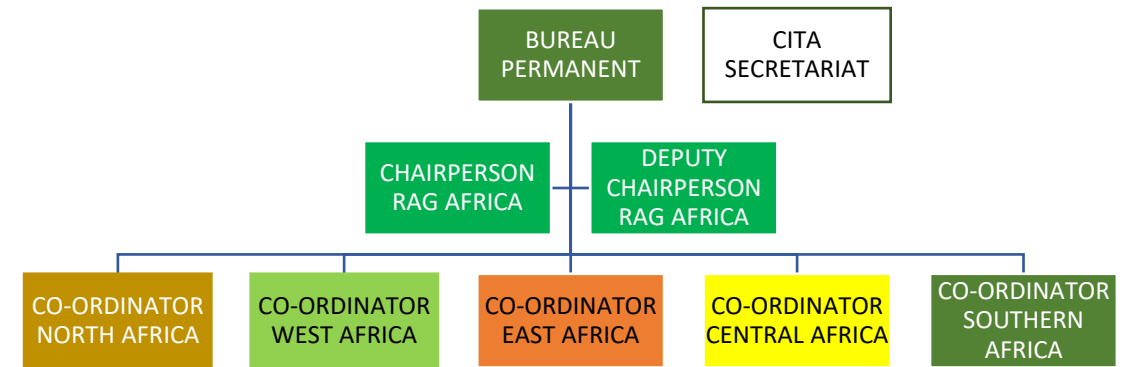 BUREAU
PERMANENT
CITA
SECRETARIAT
CHAIRPERSON
RAG AFRICA
DEPUTY
CHAIRPERSON
RAG AFRICA
CO-ORDINATOR
NORTH AFRICA
CO-ORDINATOR
WEST AFRICA
CO-ORDINATOR
EAST AFRICA
CO-ORDINATOR
CENTRAL AFRICA
CO-ORDINATOR
SOUTHERN
AFRICA